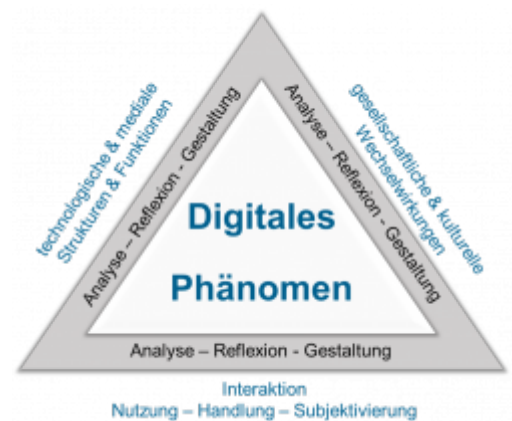 technologische & mediale
Strukturen & Funktionen
Analyse – Reflexion - Gestaltung
gesellschaftliche & kulturelle
Wechselwirkungen
Analyse – Reflexion - Gestaltung
Digitales
Phänomen
Analyse – Reflexion - Gestaltung
Interaktion
Nutzung – Handlung – Subjektivierung